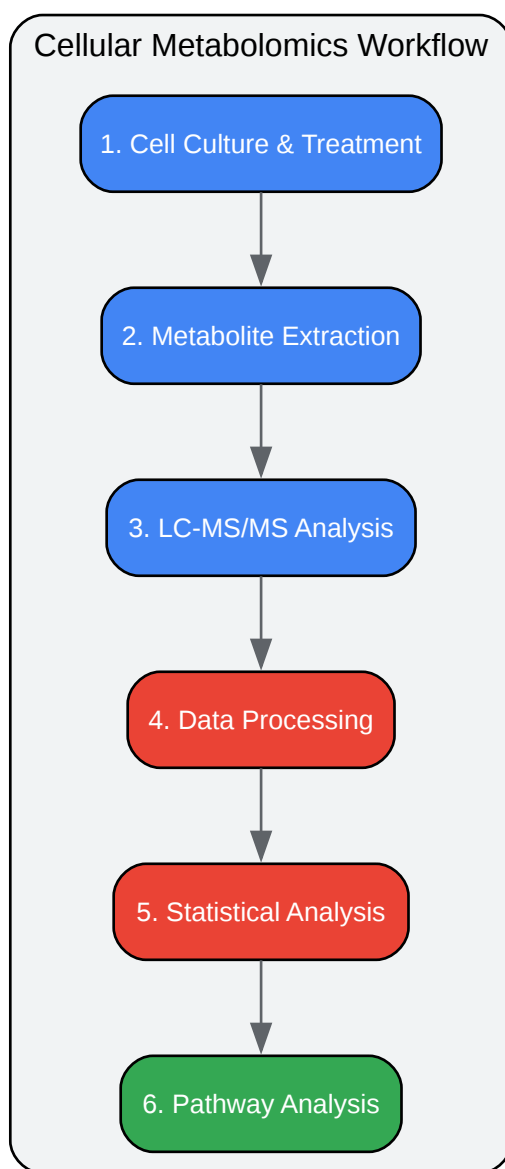 Cellular Metabolomics Workflow
1. Cell Culture & Treatment
2. Metabolite Extraction
3. LC-MS/MS Analysis
4. Data Processing
5. Statistical Analysis
6. Pathway Analysis